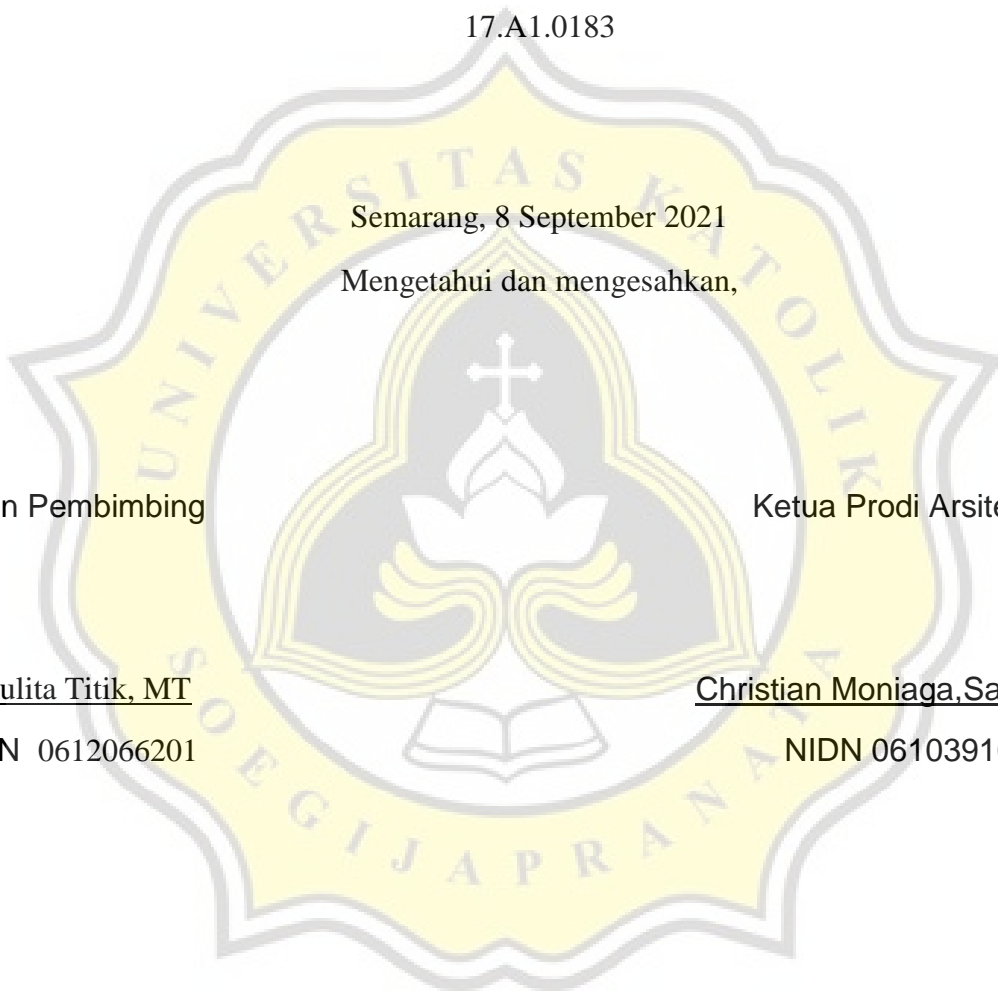 17.A1.0183
UNIVERSITAS KATOLIK
Semarang, 8 September 2021
Mengetahui dan mengesahkan,
n Pembimbing Ketua Prodi Arsite
ulita Titik, MT Christian Moniaga,Sa
N 0612066201 NIDN 0610391
SOEGIJAPRANATA